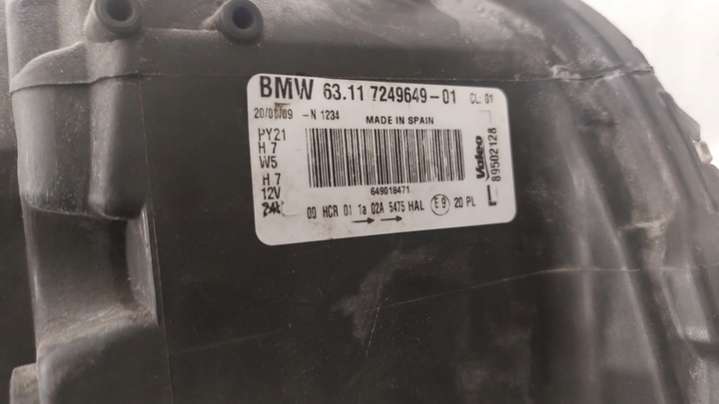 BMW 63.11 7249649-01 CL: 01
-N 1234
MADE IN SPAIN
PY21
H 7
W5
H 7
12V
649018471
00 HCR 01 1a 02A 5475 HAL E9 20 PL
Valeo
89502128
L